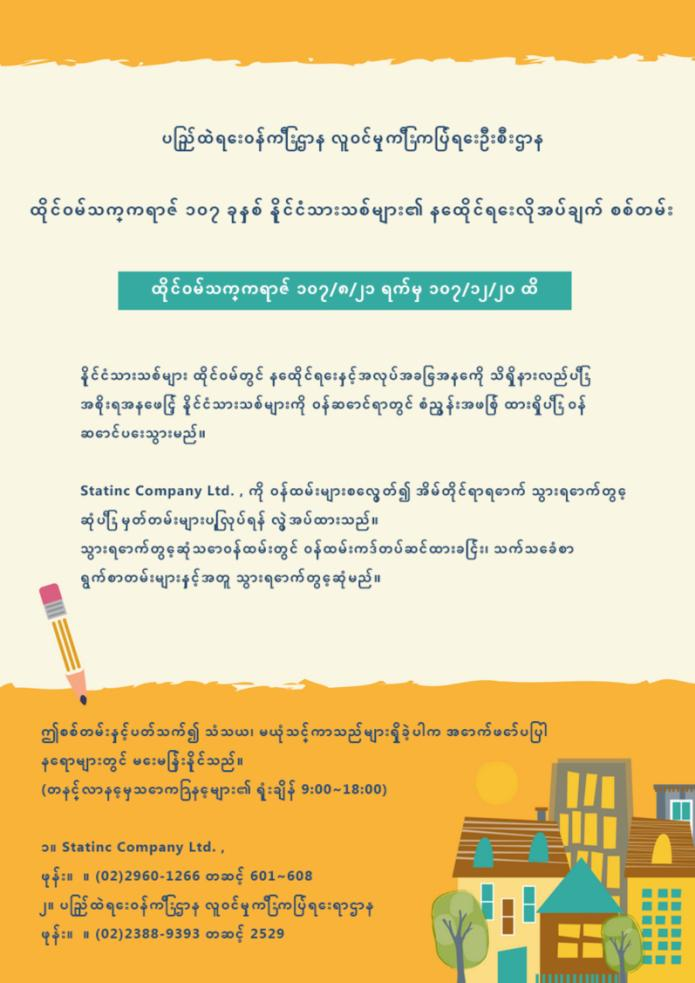 ပြည်ထဲရေးဝန်ကြီးဌာန လူဝင်မှုကြီးကြပ်ရေးဦးစီးဌာန
ထိုင်ဝမ်သက္ကရာဇ် ၁၀၇ ခုနှစ် နိုင်ငံသားသစ်များ၏ နေထိုင်ရေးလိုအပ်ချက် စစ်တမ်း
ထိုင်ဝမ်သက္ကရာဇ် ၁၀၇/၈/၂၁ ရက်မှ ၁၀၇/၁၂/၂၀ ထိ
နိုင်ငံသားသစ်များ ထိုင်ဝမ်တွင် နေထိုင်ရေးနှင့်အလုပ်အခြေအနေကို သိရှိနားလည်ပြီး
အစိုးရအနေဖြင့် နိုင်ငံသားသစ်များကို ဝန်ဆောင်ရာတွင် စံညွှန်းအဖြစ် ထားရှိပြီး ဝန်
ဆောင်ပေးသွားမည်။
Statinc Company Ltd. , ကို ဝန်ထမ်းများစေလွှတ်၍ အိမ်တိုင်ရာရောက် သွားရောက်တွေ့
ဆုံပြီး မှတ်တမ်းများပြုလုပ်ရန် လွှဲအပ်ထားသည်။
သွားရောက်တွေ့ဆုံသောဝန်ထမ်းတွင် ဝန်ထမ်းကဒ်တပ်ဆင်ထားခြင်း၊ သက်သေခံစာ
ရွက်စာတမ်းများနှင့်အတူ သွားရောက်တွေ့ဆုံမည်။
ဤစစ်တမ်းနှင့်ပတ်သက်၍ သံသယ၊ မယုံသင်္ကာသည်များရှိခဲ့ပါက အောက်ဖော်ပြပါ
နေရာများတွင် မေးမြန်းနိုင်သည်။
(တနင်္လာနေ့မှသောကြာနေ့များ၏ ရုံးချိန် 9:00~18:00)
၁။ Statinc Company Ltd. ,
ဖုန်း။ ။ (02)2960-1266 တဆင့် 601~608
၂။ ပြည်ထဲရေးဝန်ကြီးဌာန လူဝင်မှုကြီးကြပ်ရေးရာဌာန
ဖုန်း။ ။ (02)2388-9393 တဆင့် 2529